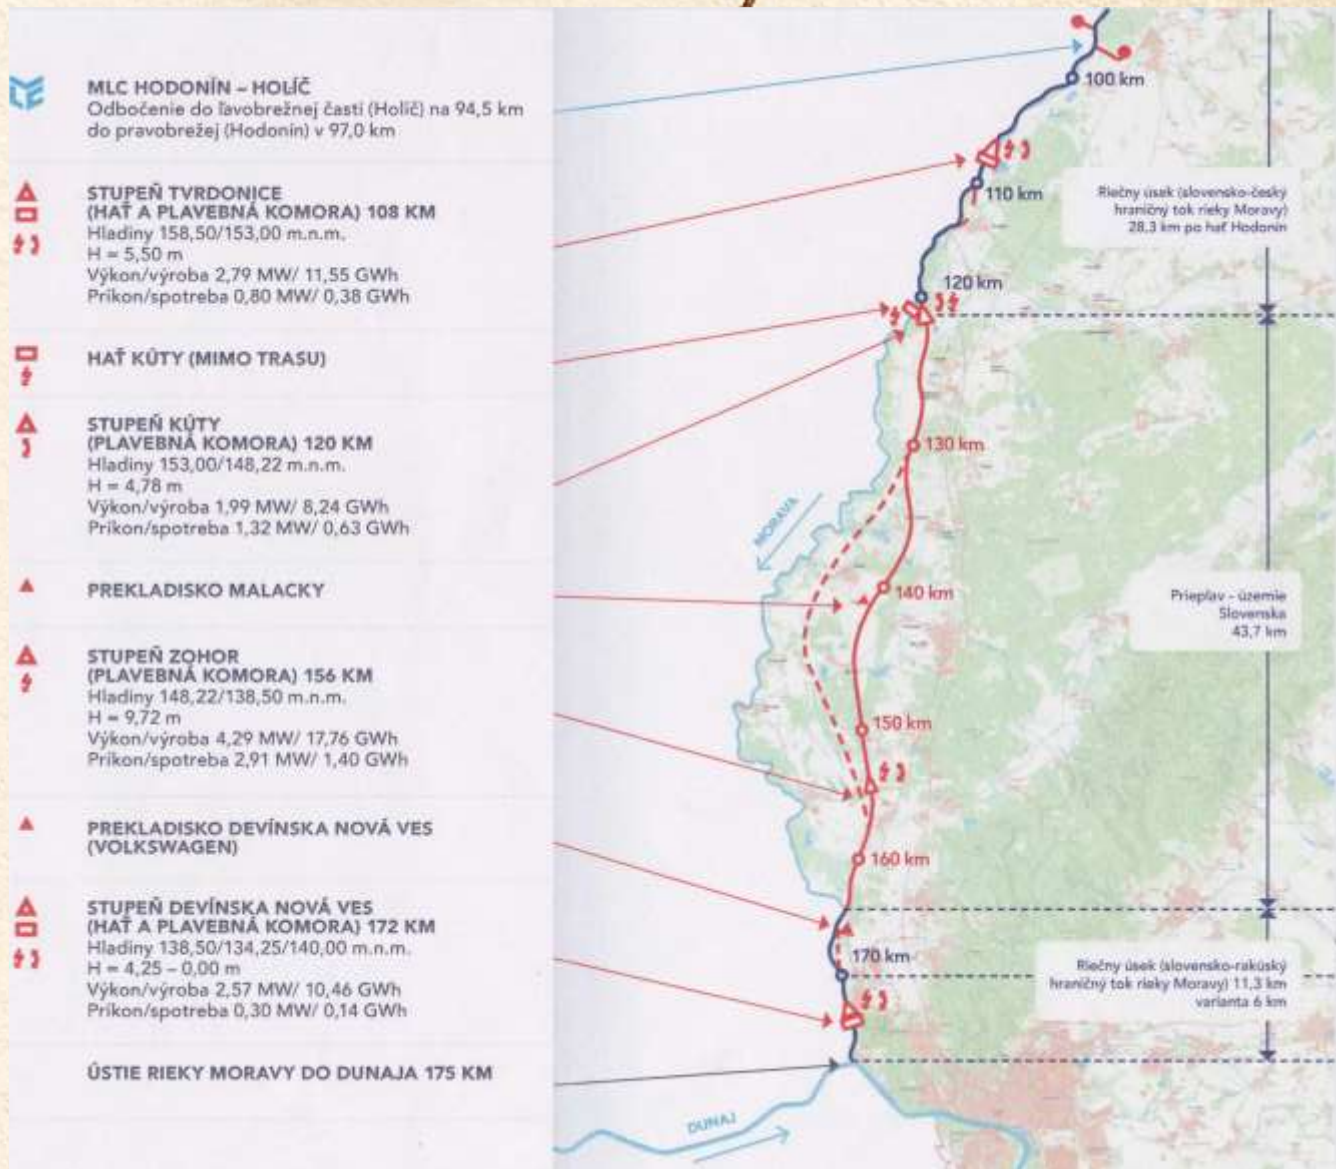 MLC HODONÍN – HOLÍČ
Odbočenie do ľavobrežnej časti (Holíč) na 94,5 km
do pravobrežej (Hodonín) v 97,0 km
STUPEŇ TVRDONICE
(HAŤ A PLAVEBNÁ KOMORA) 108 KM
Hladiny 158,50/153,00 m.n.m.
H = 5,50 m
Výkon/výroba 2,79 MW/ 11,55 GWh
Príkon/spotreba 0,80 MW/ 0,38 GWh
HAŤ KÚTY (MIMO TRASU)
STUPEŇ KÚTY
(PLAVEBNÁ KOMORA) 120 KM
Hladiny 153,00/148,22 m.n.m.
H = 4,78 m
Výkon/výroba 1,99 MW/ 8,24 GWh
Príkon/spotreba 1,32 MW/ 0,63 GWh
PREKLADISKO MALACKY
STUPEŇ ZOHOR
(PLAVEBNÁ KOMORA) 156 KM
Hladiny 148,22/138,50 m.n.m.
H = 9,72 m
Výkon/výroba 4,29 MW/ 17,76 GWh
Príkon/spotreba 2,91 MW/ 1,40 GWh
PREKLADISKO DEVÍNSKA NOVÁ VES
(VOLKSWAGEN)
STUPEŇ DEVÍNSKA NOVÁ VES
(HAŤ A PLAVEBNÁ KOMORA) 172 KM
Hladiny 138,50/134,25/140,00 m.n.m.
H = 4,25 – 0,00 m
Výkon/výroba 2,57 MW/ 10,46 GWh
Príkon/spotreba 0,30 MW/ 0,14 GWh
ÚSTIE RIEKY MORAVY DO DUNAJA 175 KM
100 km
110 km
120 km
130 km
140 km
150 km
160 km
170 km
MORAVA
DUNAJ
Riečny úsek (slovensko-český
hraničný tok rieky Moravy)
28,3 km po hať Hodonín
Prieplav - územie
Slovenska
43,7 km
Riečny úsek (slovensko-rakúsky
hraničný tok rieky Moravy) 11,3 km
varianta 6 km